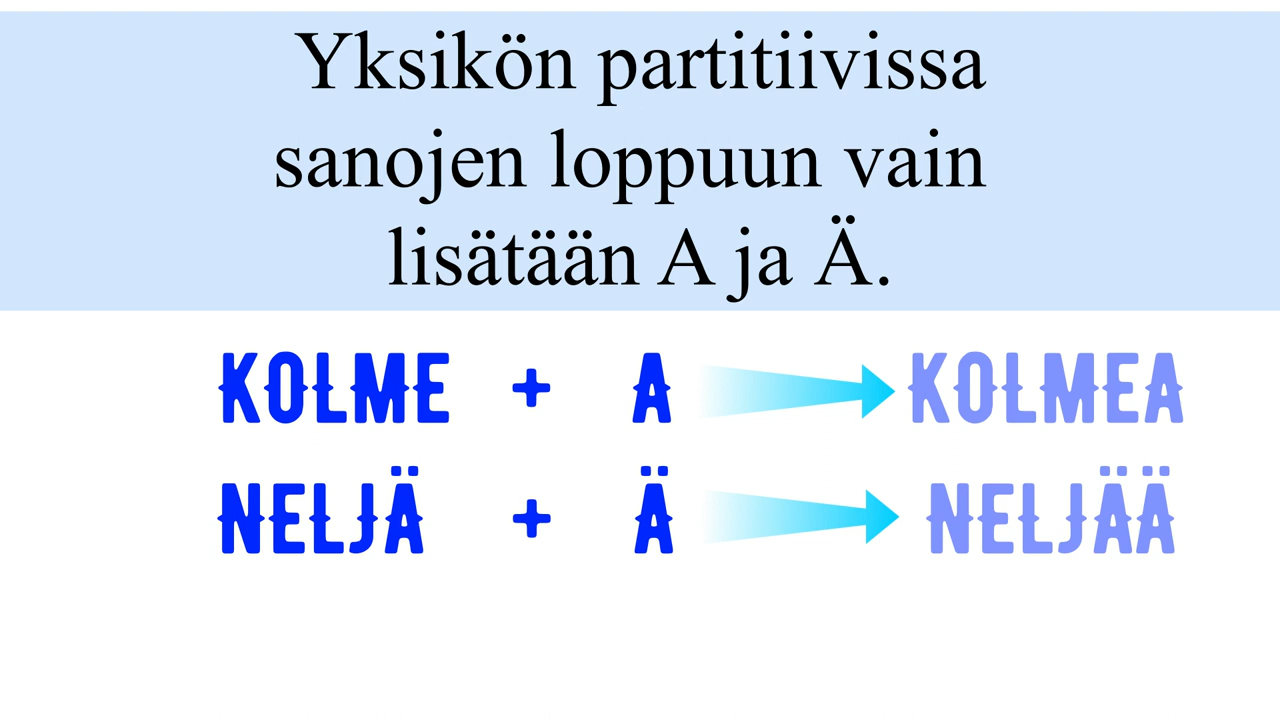 Yksikön partitiivissa
sanojen loppuun vain
lisätään A ja Ä.
KOLME + A KOLMEA
NELJÄ + Ä NELJÄÄ